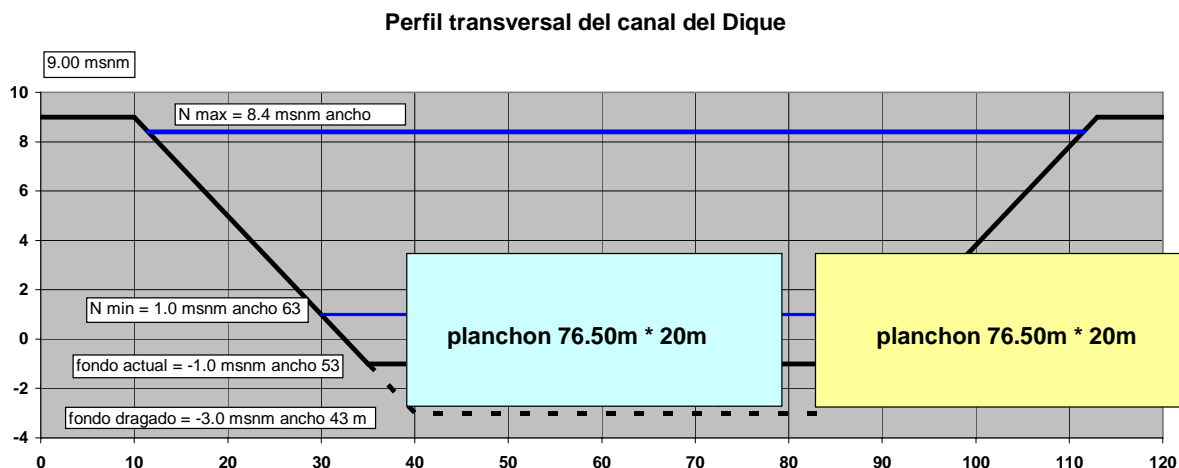 Perfil transversal del canal del Dique
9.00 msnm
10
N max = 8.4 msnm ancho
8
6
4
planchon 76.50m * 20m
planchon 76.50m * 20m
2
N min = 1.0 msnm ancho 63
0
fondo actual = -1.0 msnm ancho 53
-2
fondo dragado = -3.0 msnm ancho 43 m
-4
0 10 20 30 40 50 60 70 80 90 100 110 120